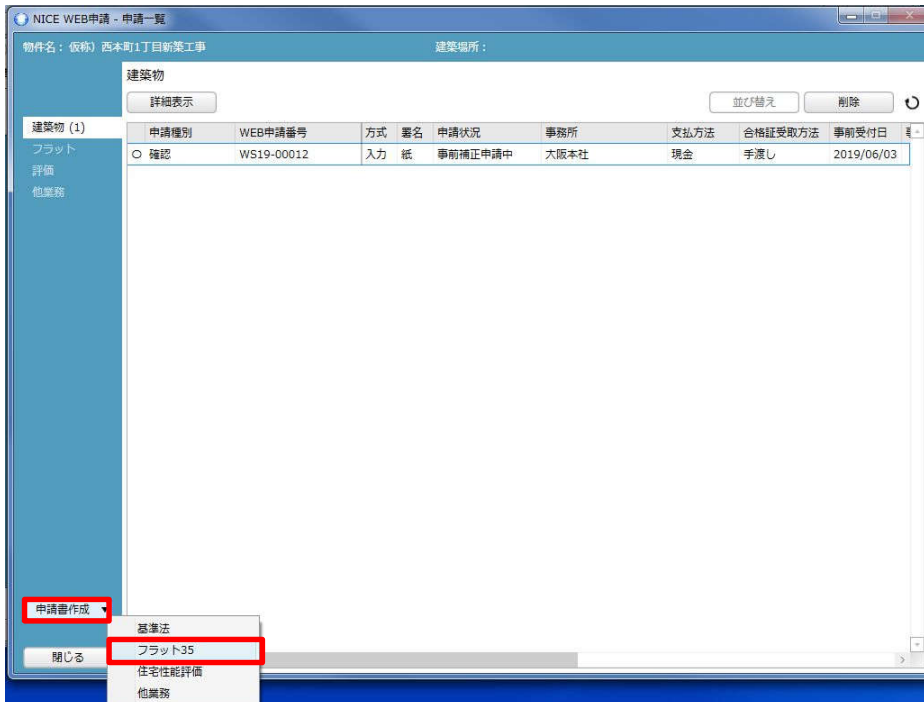 NICE WEB申請 - 申請一覧
物件名：仮称）西本町1丁目新築工事 建築場所：
建築物
詳細表示 並び替え 削除
建築物 (1)
フラット
評価
他業務
申請種別 WEB申請番号 方式 署名 申請状況 事務所 支払方法 合格証受取方法 事前受付日
確認 WS19-00012 入力 紙 事前補正申請中 大阪本社 現金 手渡し 2019/06/03
申請書作成 ▼
基準法
フラット35
住宅性能評価
他業務
閉じる